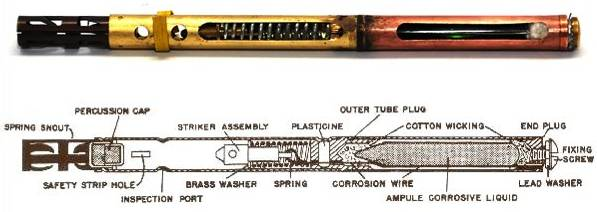 PERCUSSION CAP
SPRING SNOUT
STRIKER ASSEMBLY
PLASTICINE
OUTER TUBE PLUG
COTTON WICKING
END PLUG
FIXING
SCREW
SAFETY STRIP HOLE
INSPECTION PORT
BRASS WASHER
SPRING
CORROSION WIRE
AMPULE CORROSIVE LIQUID
LEAD WASHER